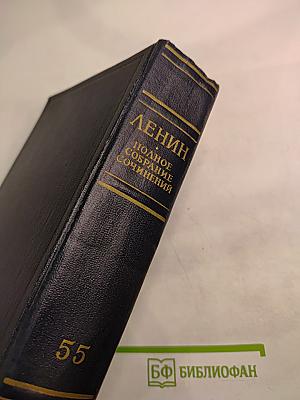 ЛЕНИН
ПОЛНОЕ
СОБРАНИЕ
СОЧИНЕНИЙ
55
БФ БИБЛИОФАН